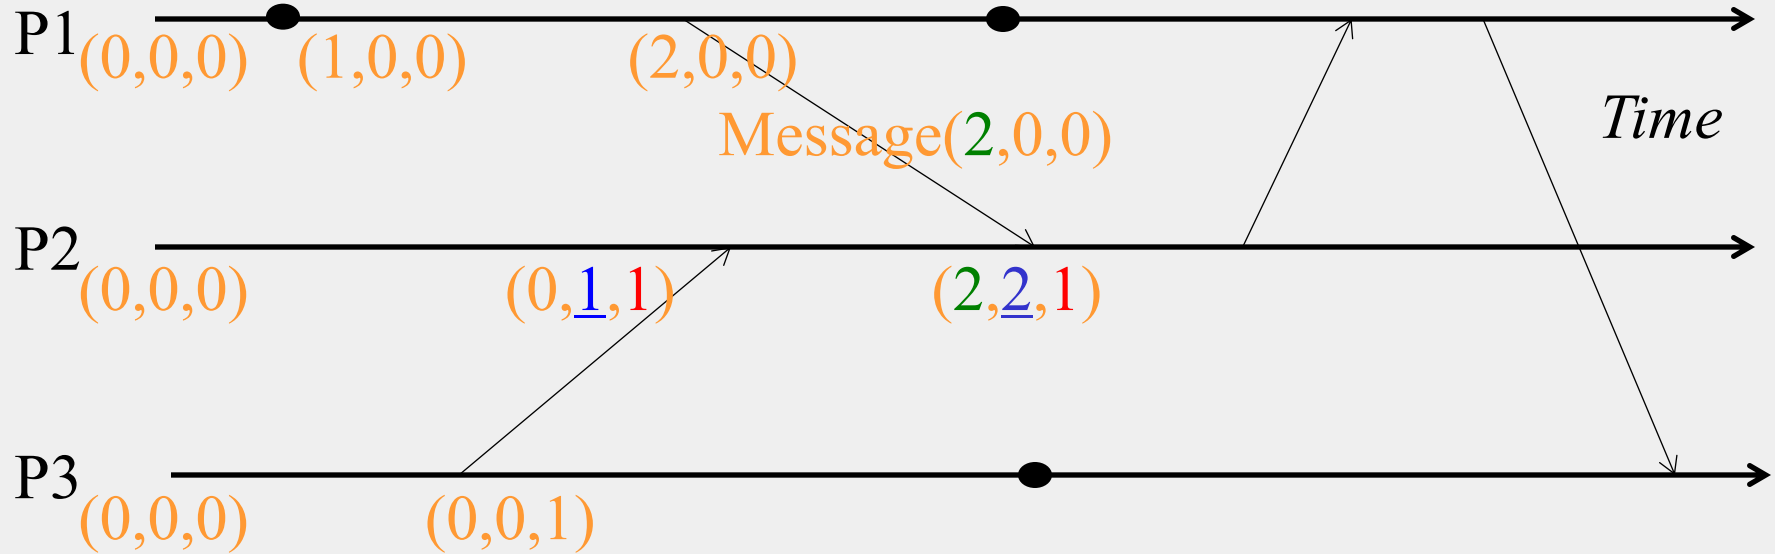 P1
(0,0,0) (1,0,0) (2,0,0)
Time
Message(2,0,0)
P2
(0,0,0) (0,1,1) (2,2,1)
P3
(0,0,0) (0,0,1)